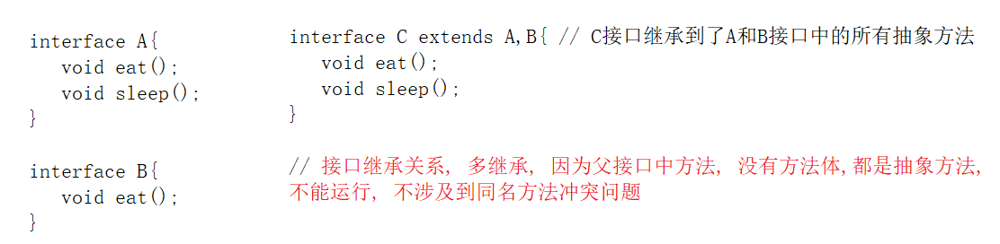 interface A{
void eat();
void sleep();
}
interface B{
void eat();
}
interface C extends A,B{ // C接口继承到了A和B接口中的所有抽象方法
void eat();
void sleep();
}
// 接口继承关系, 多继承, 因为父接口中方法, 没有方法体,都是抽象方法,
不能运行, 不涉及到同名方法冲突问题